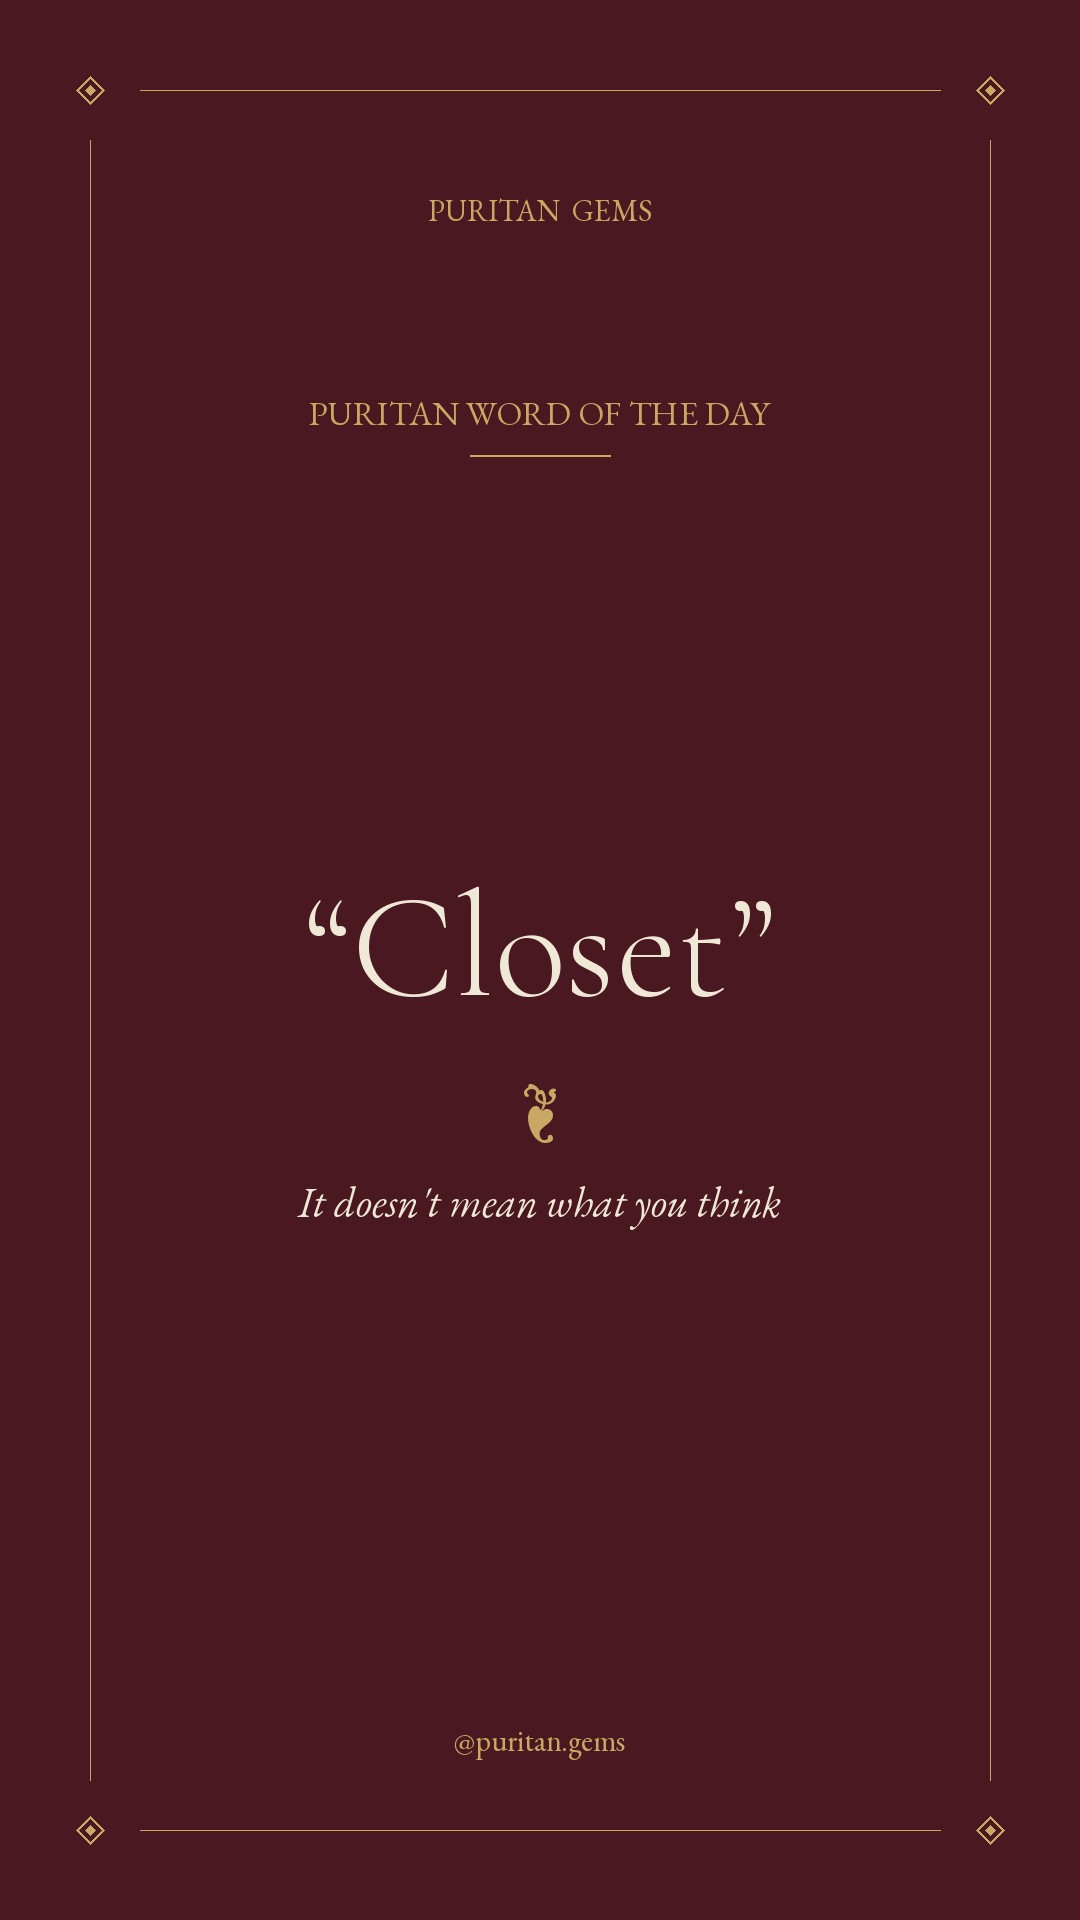 PURITAN GEMS
PURITAN WORD OF THE DAY
“Closet”
It doesn't mean what you think
@puritan.gems